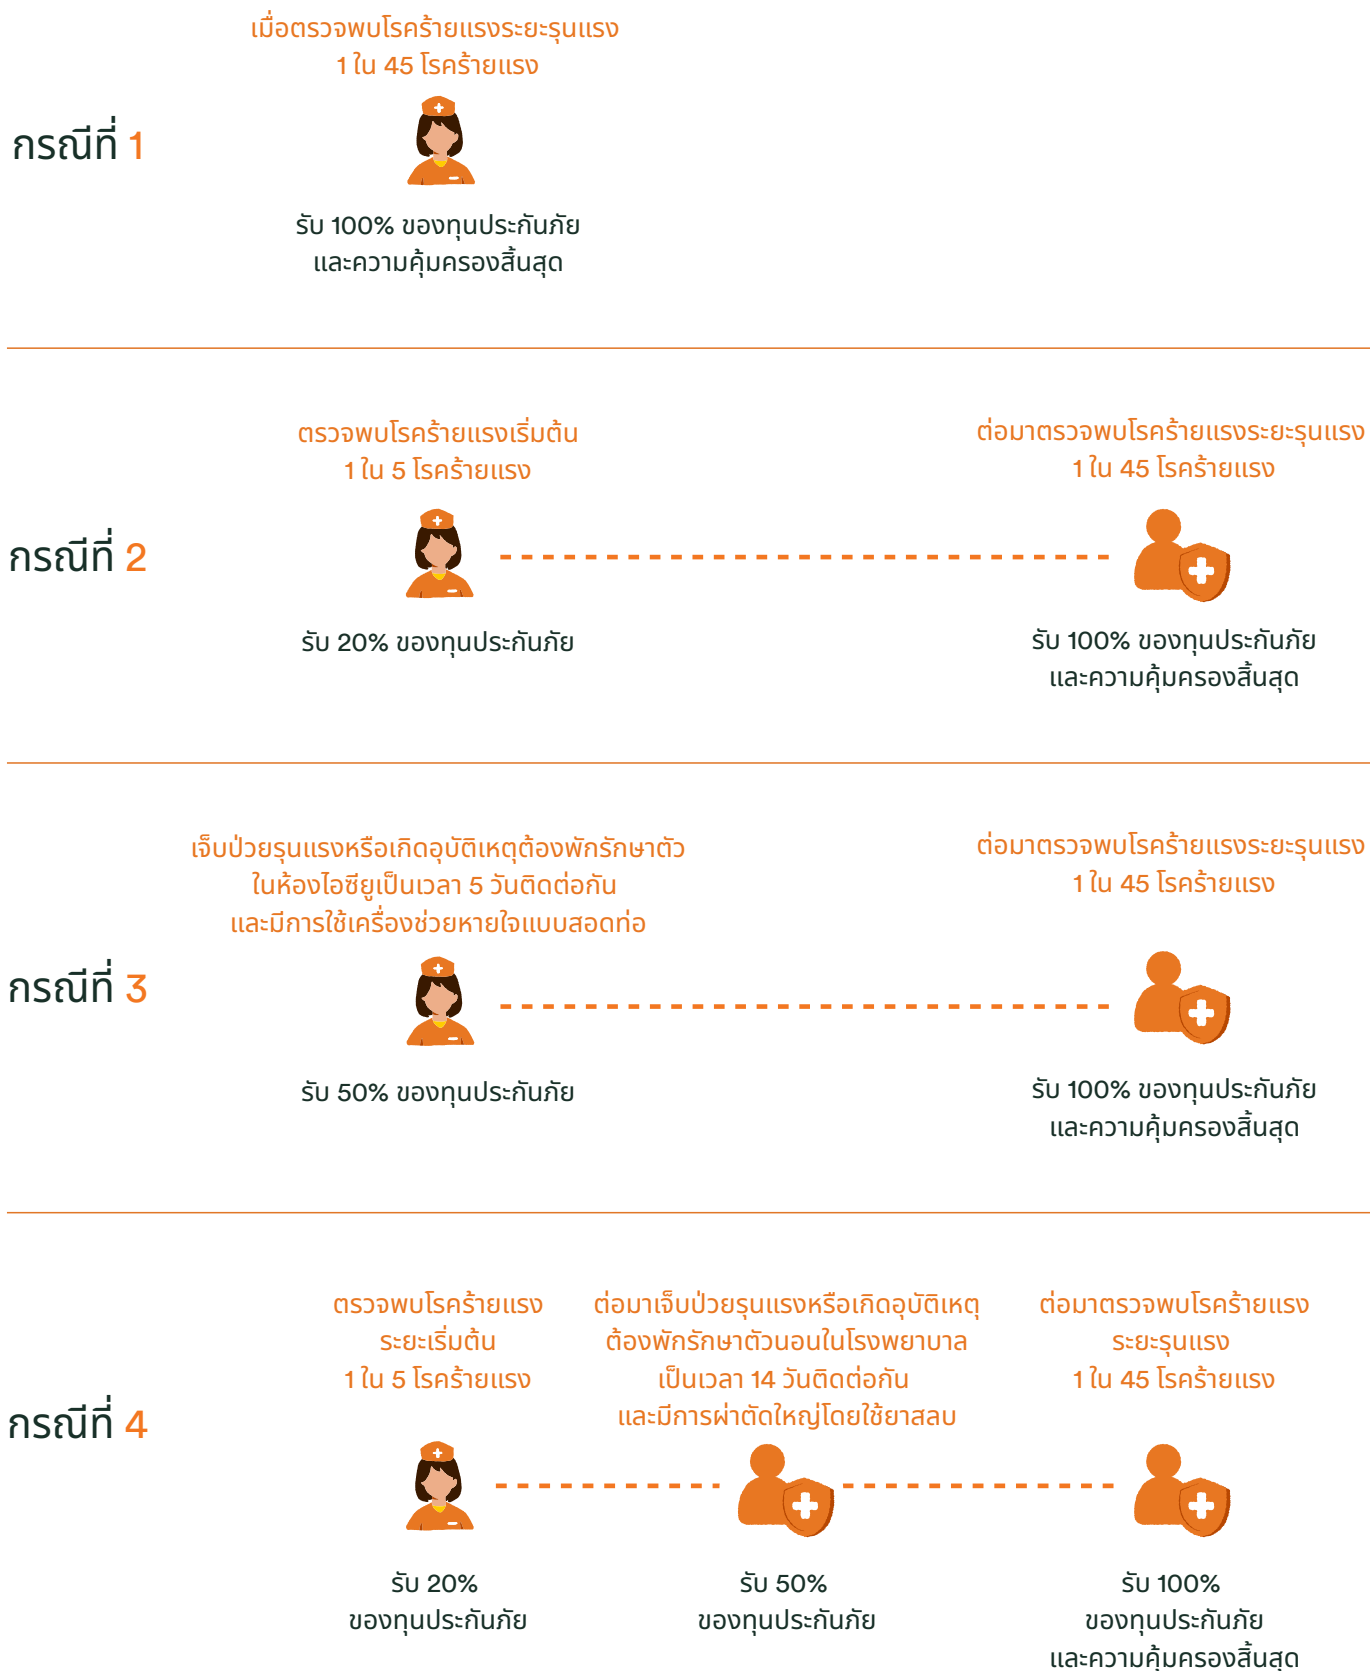 เมื่อตรวจพบโรคร้ายแรงระยะรุนแรง
1 ใน 45 โรคร้ายแรง
กรณีที่ 1
รับ 100% ของทุนประกันภัย
และความคุ้มครองสิ้นสุด
ตรวจพบโรคร้ายแรงเริ่มต้น
1 ใน 5 โรคร้ายแรง
ต่อมาตรวจพบโรคร้ายแรงระยะรุนแรง
1 ใน 45 โรคร้ายแรง
กรณีที่ 2
รับ 20% ของทุนประกันภัย
รับ 100% ของทุนประกันภัย
และความคุ้มครองสิ้นสุด
เจ็บป่วยรุนแรงหรือเกิดอุบัติเหตุต้องพักรักษาตัว
ในห้องไอซียูเป็นเวลา 5 วันติดต่อกัน
และมีการใช้เครื่องช่วยหายใจแบบสอดท่อ
ต่อมาตรวจพบโรคร้ายแรงระยะรุนแรง
1 ใน 45 โรคร้ายแรง
กรณีที่ 3
รับ 50% ของทุนประกันภัย
รับ 100% ของทุนประกันภัย
และความคุ้มครองสิ้นสุด
ตรวจพบโรคร้ายแรง
ระยะเริ่มต้น
1 ใน 5 โรคร้ายแรง
ต่อมาเจ็บป่วยรุนแรงหรือเกิดอุบัติเหตุ
ต้องพักรักษาตัวนอนในโรงพยาบาล
เป็นเวลา 14 วันติดต่อกัน
และมีการผ่าตัดใหญ่โดยใช้ยาสลบ
ต่อมาตรวจพบโรคร้ายแรง
ระยะรุนแรง
1 ใน 45 โรคร้ายแรง
กรณีที่ 4
รับ 20%
ของทุนประกันภัย
รับ 50%
ของทุนประกันภัย
รับ 100%
ของทุนประกันภัย
และความคุ้มครองสิ้นสุด